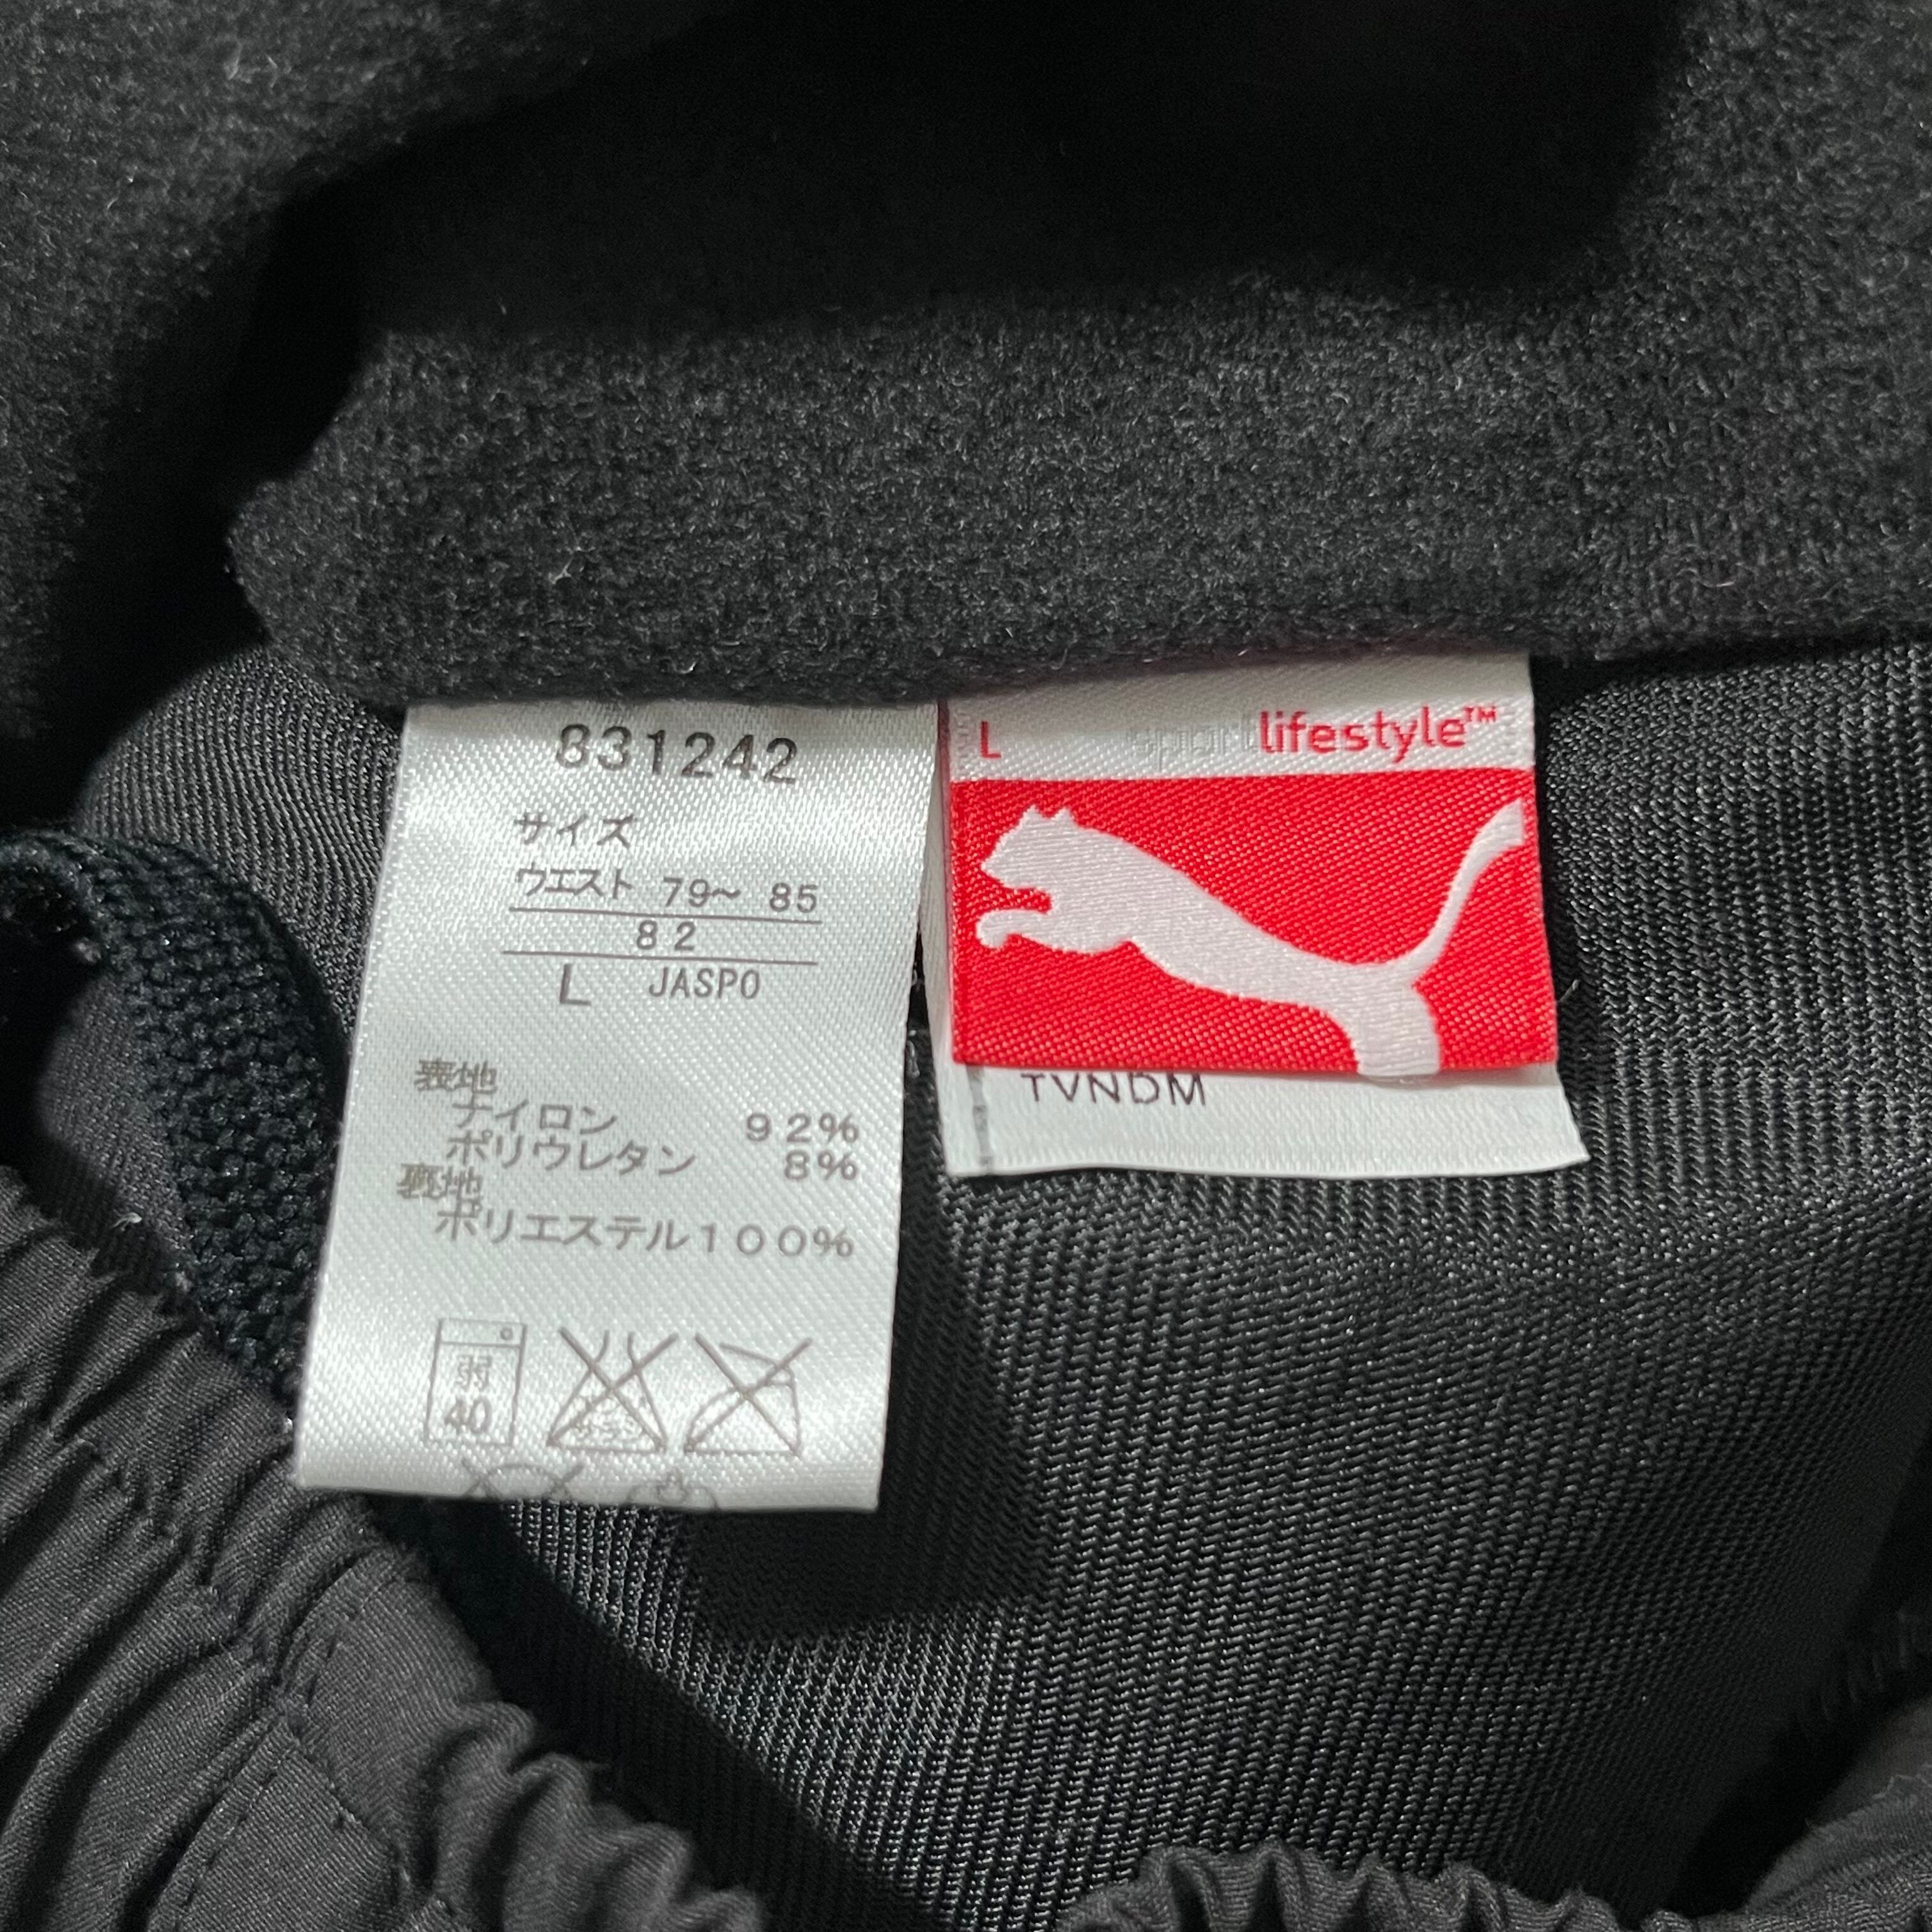 831242
サイズ
ウエスト 79～ 85
82
L JASPO
表地
ナイロン 92%
ポリウレタン 8%
裏地
ポリエステル100%
弱
40
L sportlifestyle™
TVNDM